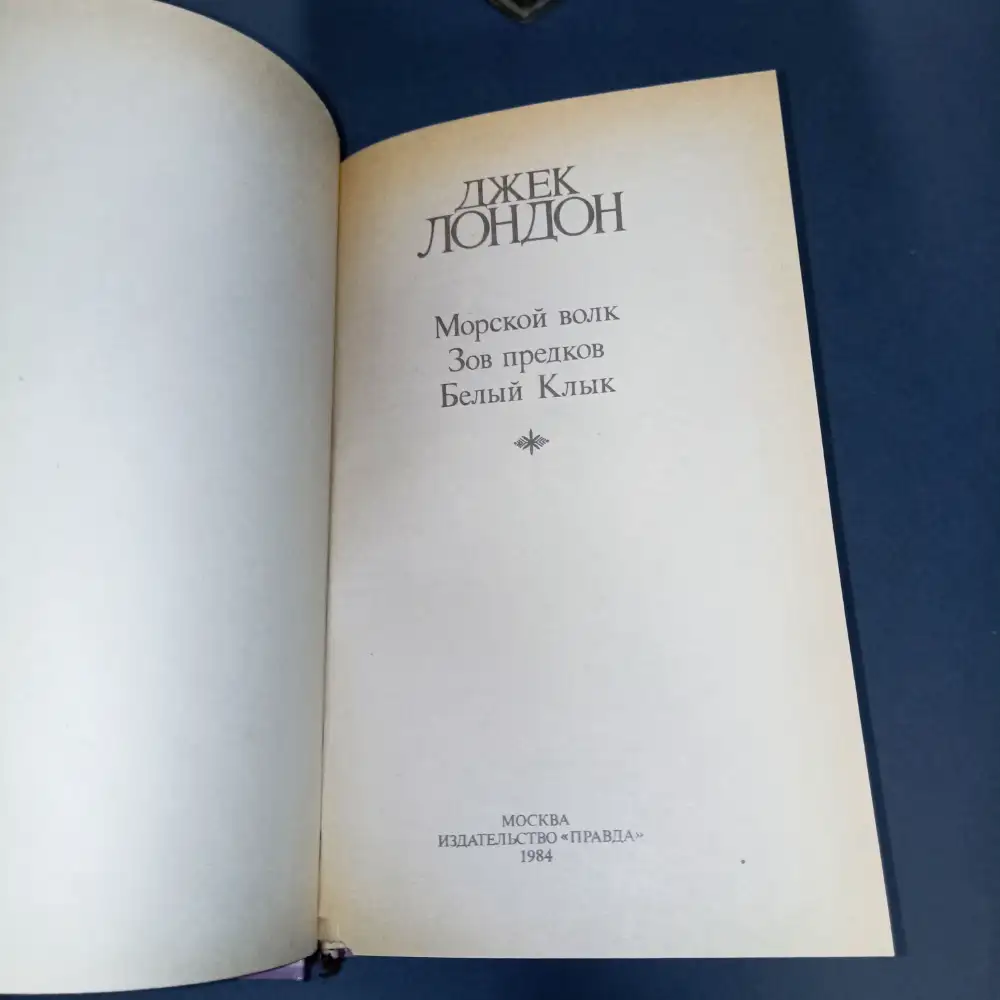 ДЖЕК
ЛОНДОН
Морской волк
Зов предков
Белый Клык
МОСКВА
ИЗДАТЕЛЬСТВО «ПРАВДА»
1984